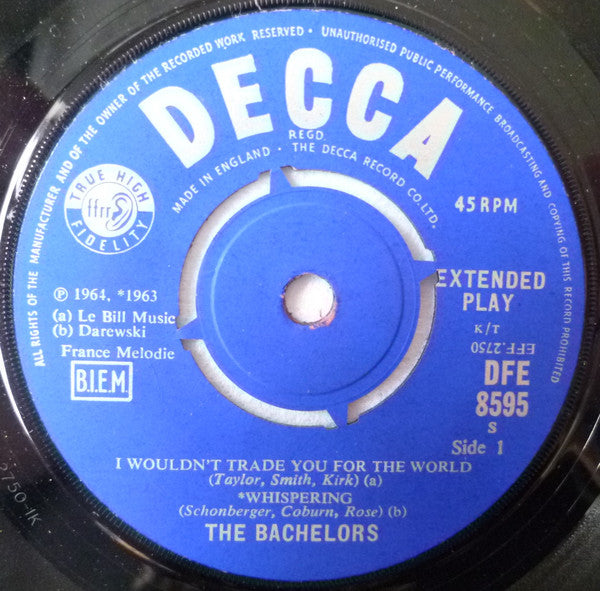 ALL RIGHTS OF THE MANUFACTURER AND OF THE OWNER OF THE RECORDED WORK RESERVED · UNAUTHORISED PUBLIC PERFORMANCE BROADCASTING AND COPYING OF THIS RECORD PROHIBITED
DECCA
REGD.
MADE IN ENGLAND · THE DECCA RECORD CO. LTD.
TRUE HIGH
ffrr
FIDELITY
45 RPM
EXTENDED
PLAY
K/T
EFF.2750
DFE
8595
S
Side 1
℗ 1964, *1963
(a) Le Bill Music
(b) Darewski
France Melodie
B.I.E.M.
I WOULDN'T TRADE YOU FOR THE WORLD
(Taylor, Smith, Kirk) (a)
*WHISPERING
(Schonberger, Coburn, Rose) (b)
THE BACHELORS
2750-1K